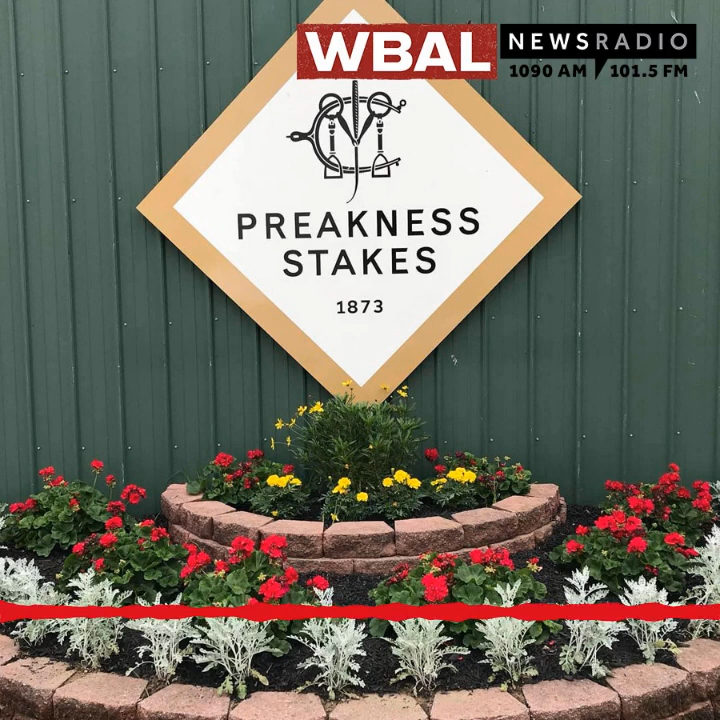 WBAL NEWSRADIO
1090 AM 101.5 FM
PREAKNESS
STAKES
1873